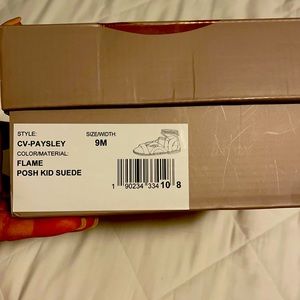 STYLE: SIZE/WIDTH:
CV-PAYSLEY 9M
COLOR/MATERIAL:
FLAME
POSH KID SUEDE
1 90234 33410 8